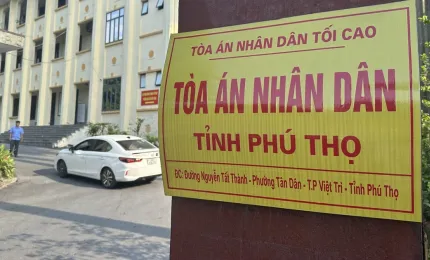 TÒA ÁN NHÂN DÂN TỐI CAO
TÒA ÁN NHÂN DÂN
TỈNH PHÚ THỌ
ĐC: Đường Nguyễn Tất Thành - Phường Tân Dân - T.P Việt Trì - Tỉnh Phú Thọ